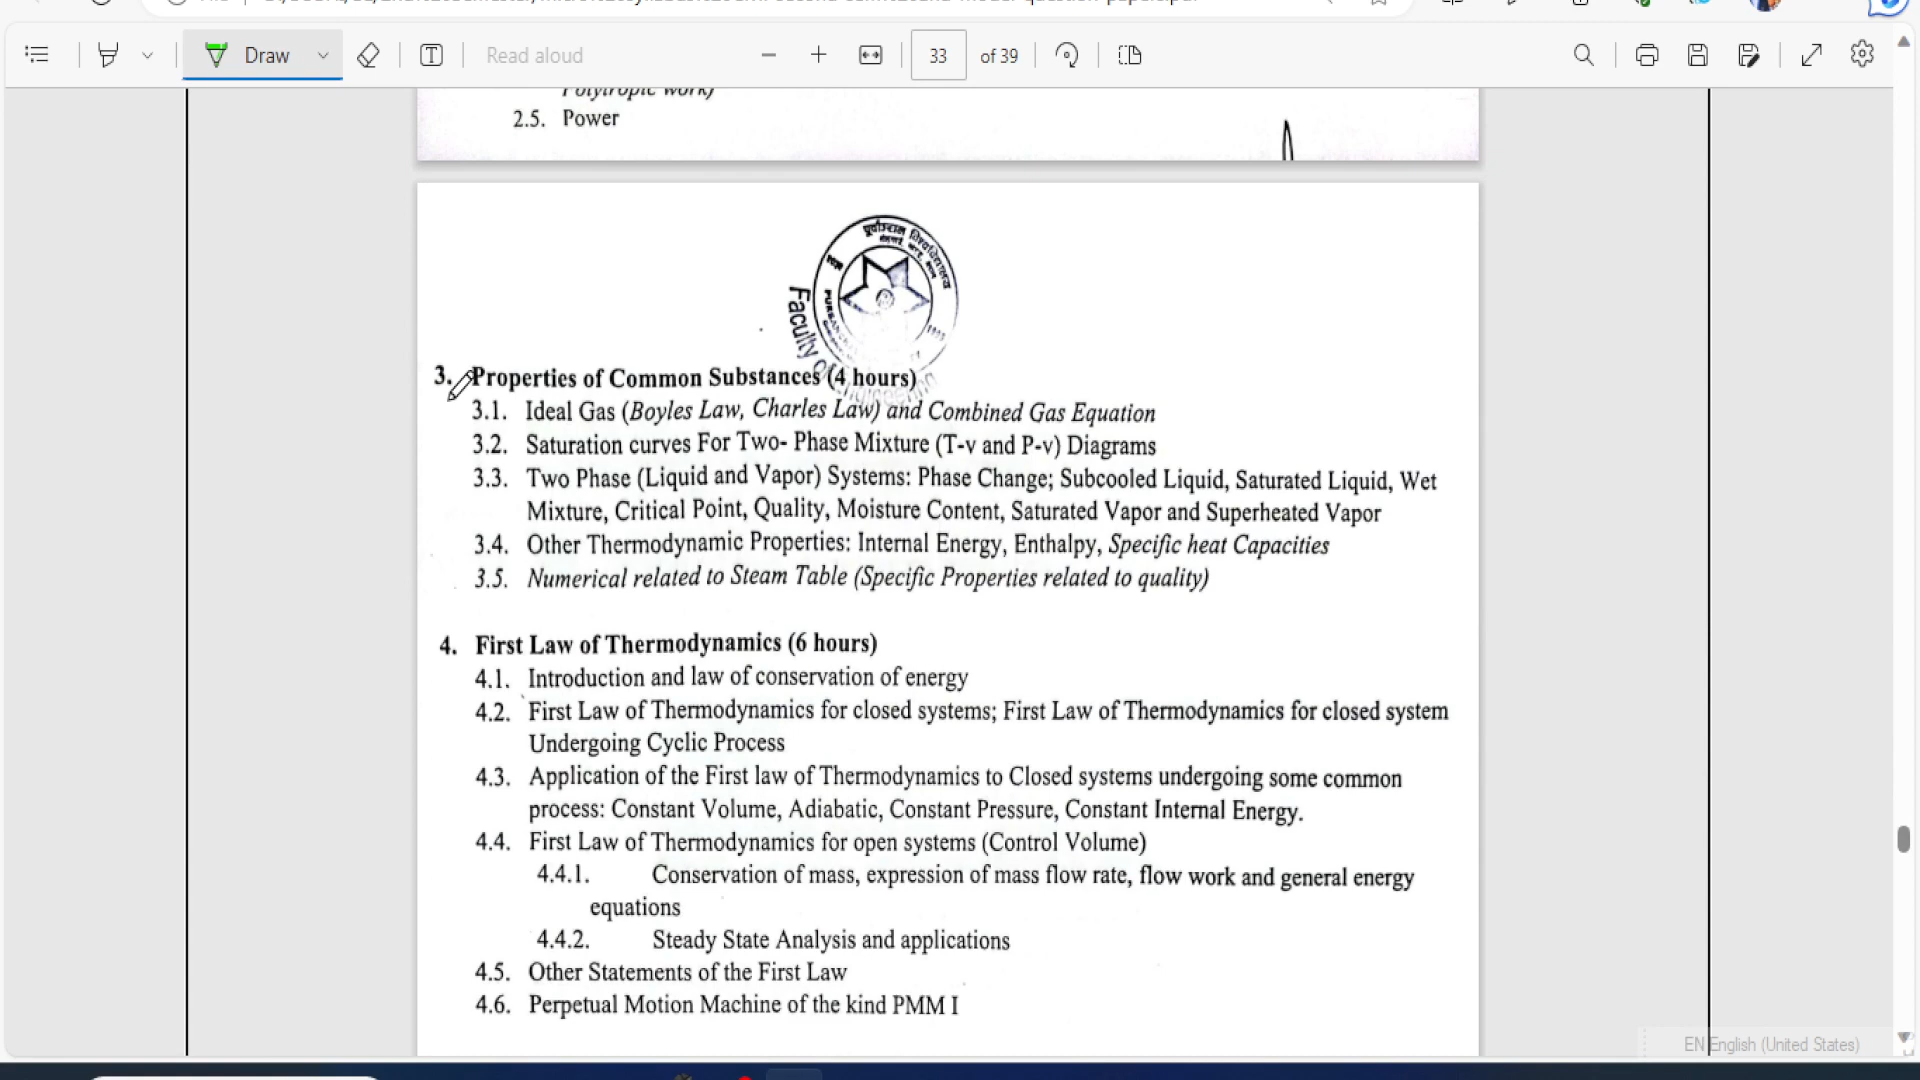 Draw
Read aloud
33
of 39
Polytropic work)
2.5. Power
पूर्वाञ्चल विश्वविद्यालय
Faculty of Engineering
3. Properties of Common Substances (4 hours)
3.1. Ideal Gas (Boyles Law, Charles Law) and Combined Gas Equation
3.2. Saturation curves For Two- Phase Mixture (T-v and P-v) Diagrams
3.3. Two Phase (Liquid and Vapor) Systems: Phase Change; Subcooled Liquid, Saturated Liquid, Wet
Mixture, Critical Point, Quality, Moisture Content, Saturated Vapor and Superheated Vapor
3.4. Other Thermodynamic Properties: Internal Energy, Enthalpy, Specific heat Capacities
3.5. Numerical related to Steam Table (Specific Properties related to quality)
4. First Law of Thermodynamics (6 hours)
4.1. Introduction and law of conservation of energy
4.2. First Law of Thermodynamics for closed systems; First Law of Thermodynamics for closed system
Undergoing Cyclic Process
4.3. Application of the First law of Thermodynamics to Closed systems undergoing some common
process: Constant Volume, Adiabatic, Constant Pressure, Constant Internal Energy.
4.4. First Law of Thermodynamics for open systems (Control Volume)
4.4.1. Conservation of mass, expression of mass flow rate, flow work and general energy
equations
4.4.2. Steady State Analysis and applications
4.5. Other Statements of the First Law
4.6. Perpetual Motion Machine of the kind PMM I
EN English (United States)